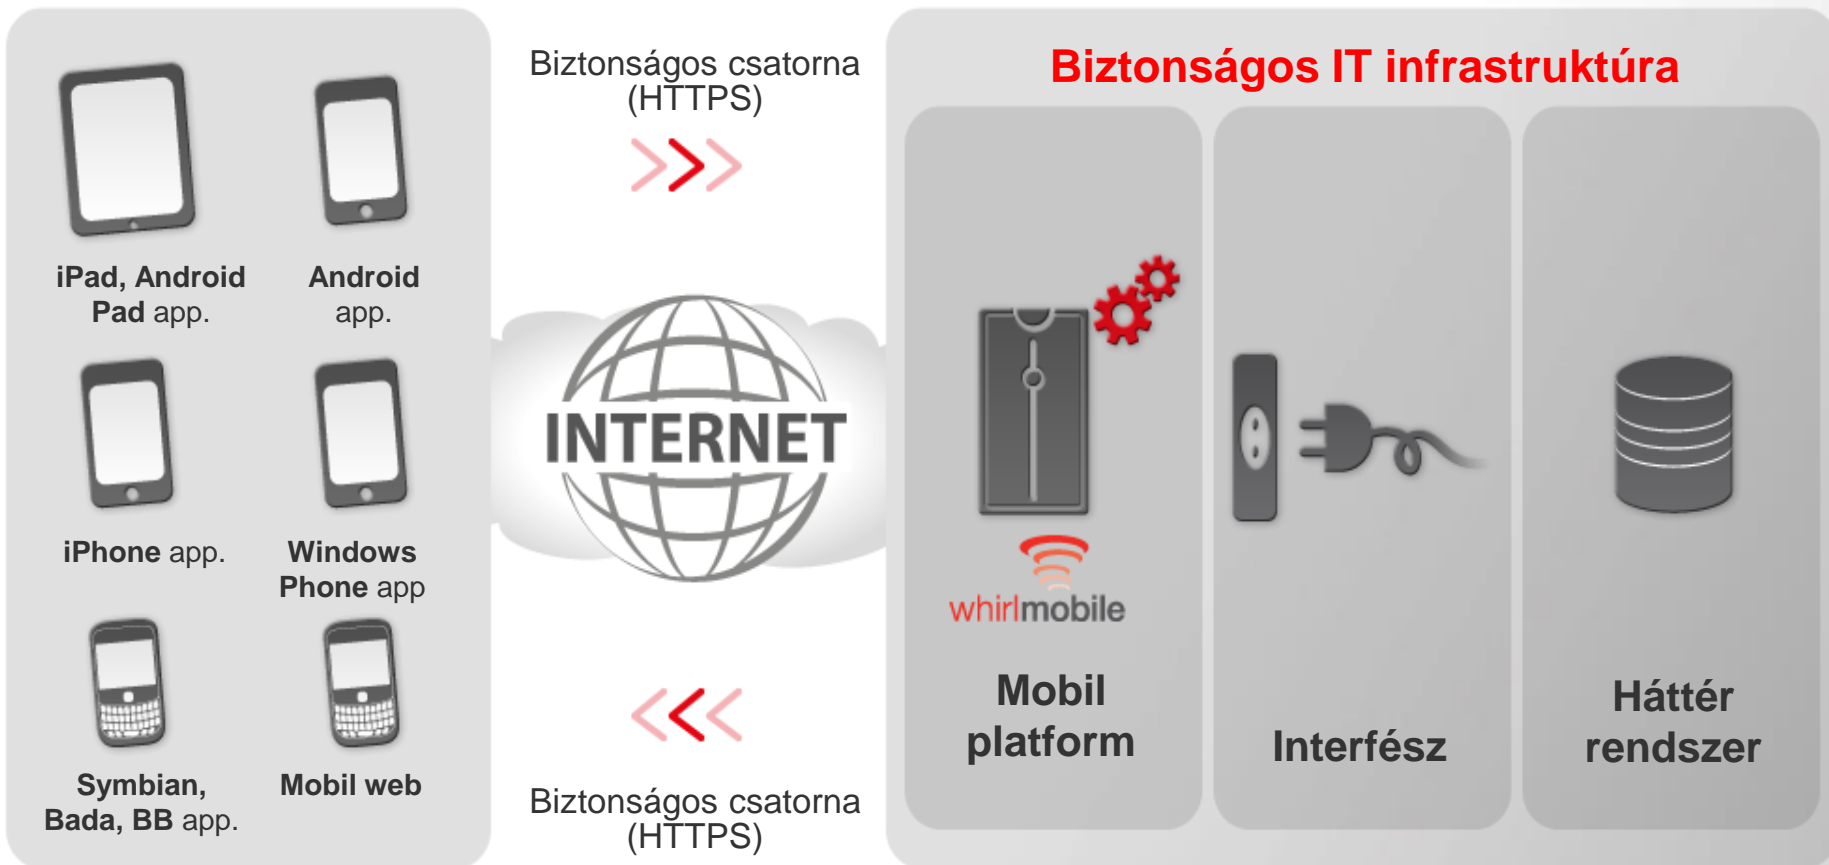 iPad, Android
Pad app.
Android
app.
iPhone app.
Windows
Phone app
Symbian,
Bada, BB app.
Mobil web
Biztonságos csatorna
(HTTPS)
INTERNET
Biztonságos csatorna
(HTTPS)
Biztonságos IT infrastruktúra
whirlmobile
Mobil
platform
Interfész
Háttér
rendszer